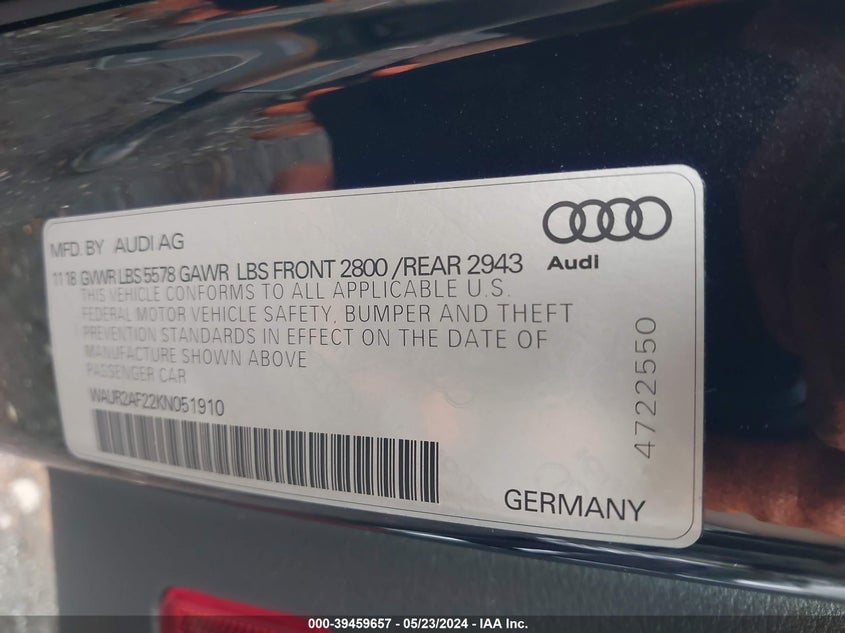 MFD. BY AUDI AG
11 18 GVWR LBS 5578 GAWR LBS FRONT 2800 /REAR 2943
THIS VEHICLE CONFORMS TO ALL APPLICABLE U.S.
FEDERAL MOTOR VEHICLE SAFETY, BUMPER AND THEFT
PREVENTION STANDARDS IN EFFECT ON THE DATE OF
MANUFACTURE SHOWN ABOVE
PASSENGER CAR
WAUR2AF22KN051910
Audi
4722550
GERMANY
000-39459657 - 05/23/2024 - IAA Inc.